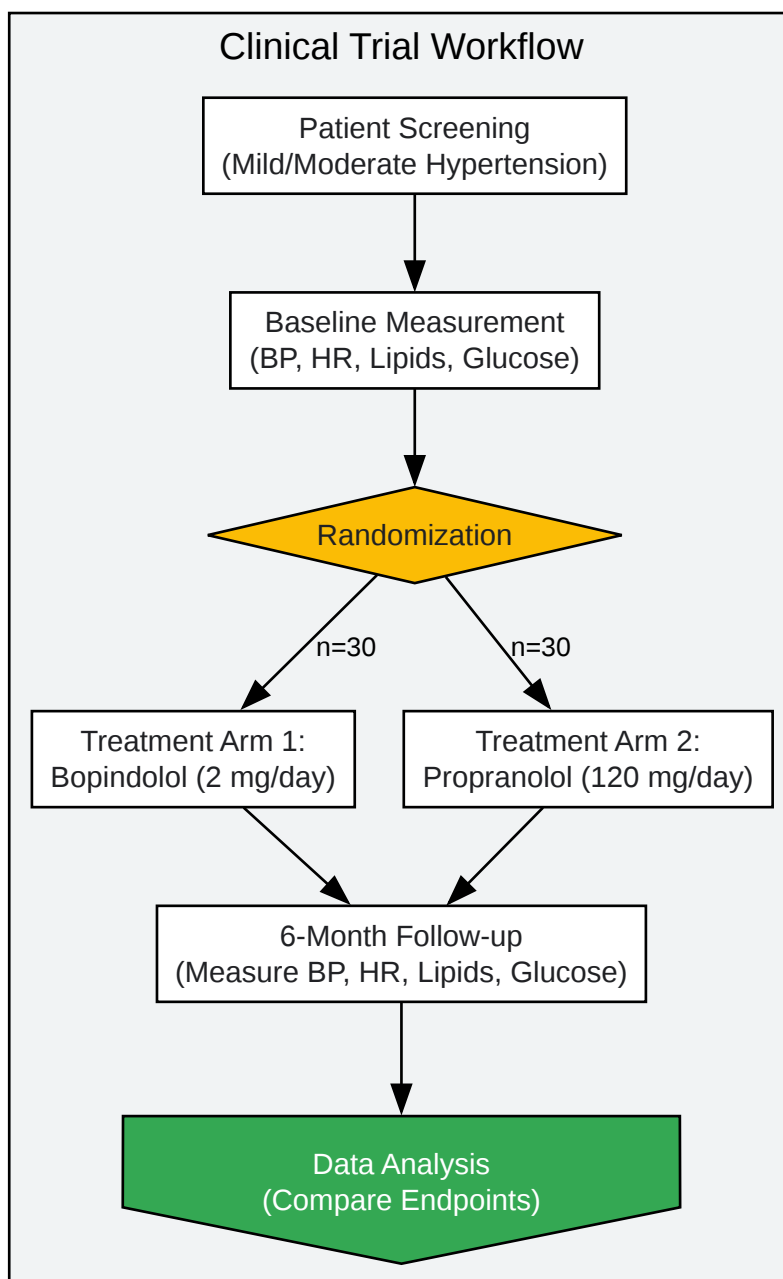 Clinical Trial Workflow
Patient Screening
(Mild/Moderate Hypertension)
Baseline Measurement
(BP, HR, Lipids, Glucose)
Randomization
n=30
n=30
Treatment Arm 1:
Bopindolol (2 mg/day)
Treatment Arm 2:
Propranolol (120 mg/day)
6-Month Follow-up
(Measure BP, HR, Lipids, Glucose)
Data Analysis
(Compare Endpoints)